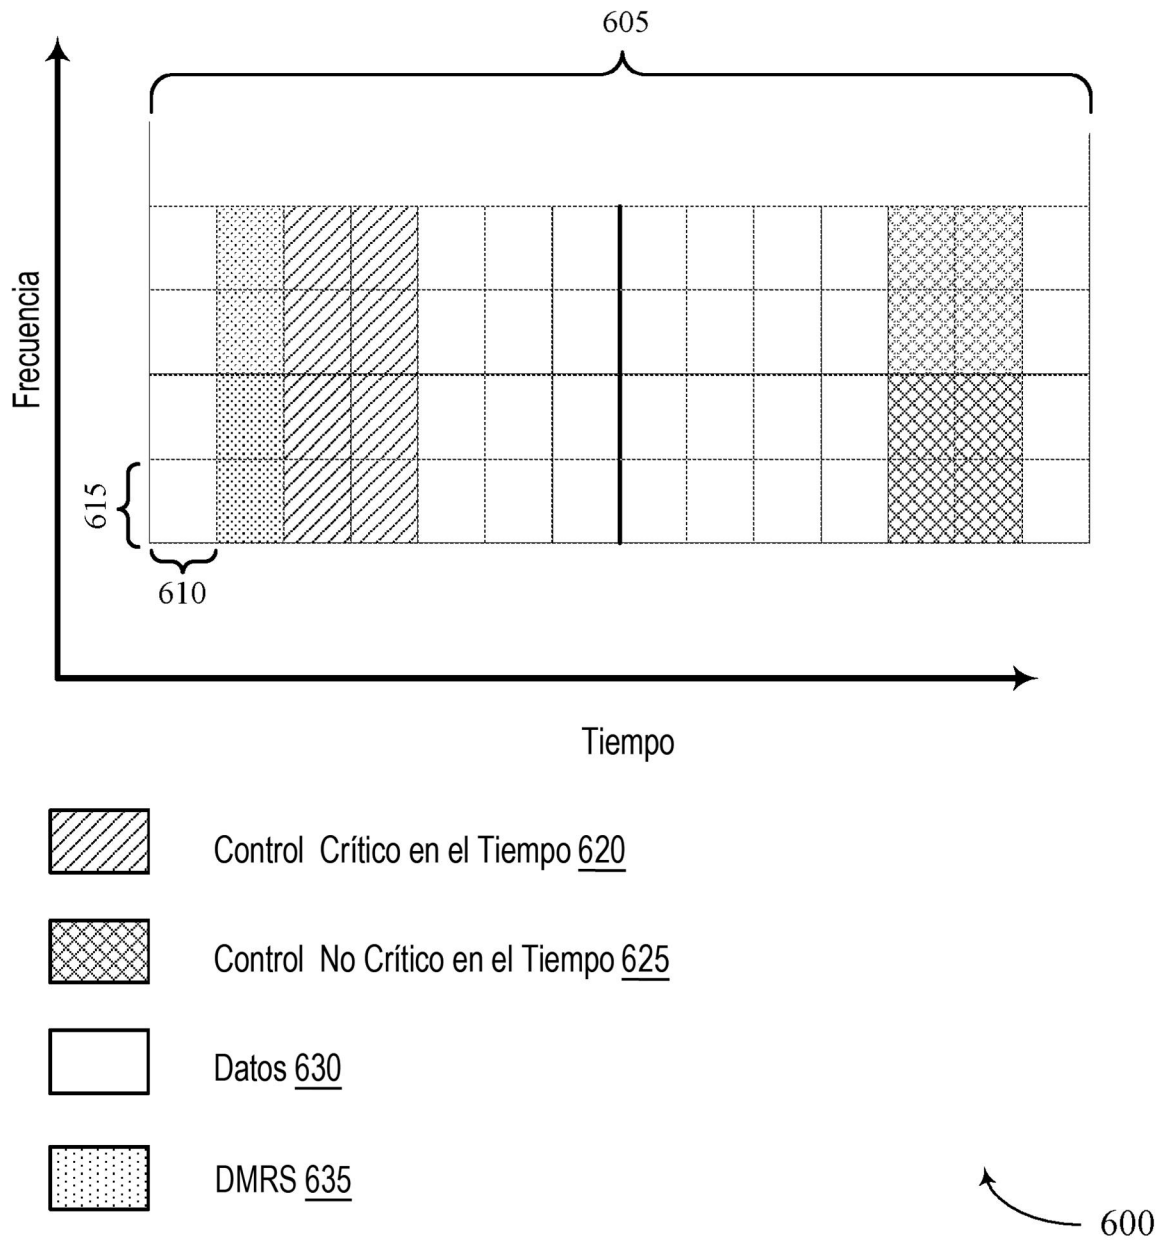 605
Frecuencia
615
610
Tiempo
Control Crítico en el Tiempo 620
Control No Crítico en el Tiempo 625
Datos 630
DMRS 635
600